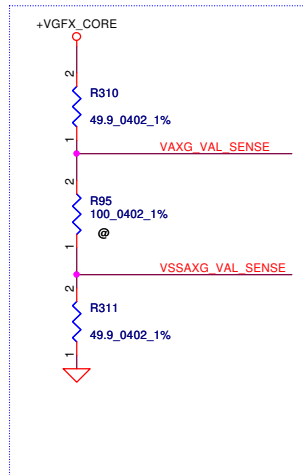 +VGFX_CORE
2
R310
49.9_0402_1%
1
VAXG_VAL_SENSE
2
R95
100_0402_1%
@
1
VSSAXG_VAL_SENSE
2
R311
49.9_0402_1%
1